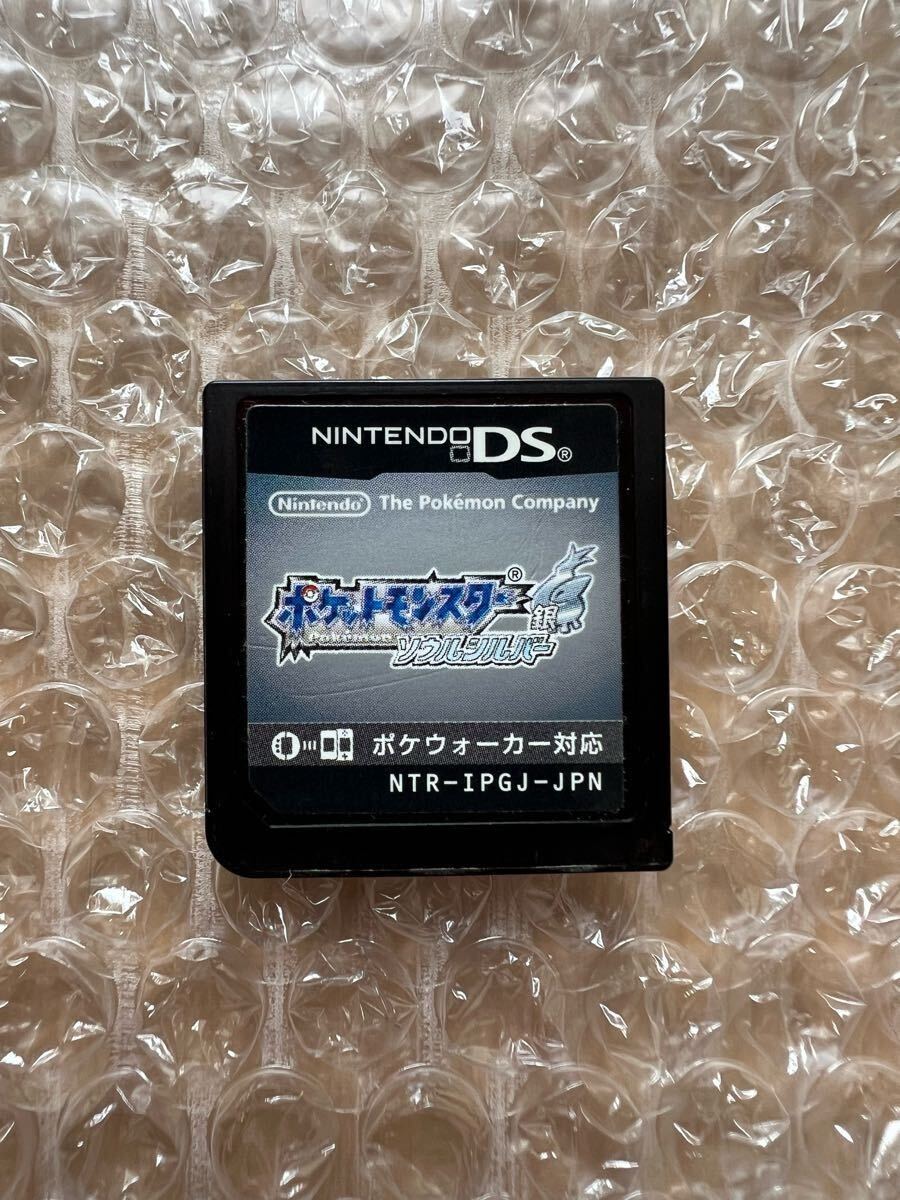 NINTENDO DS®
Nintendo® The Pokémon Company
ポケットモンスター®
Pokémon
銀
ソウルシルバー
ポケウォーカー対応
NTR-IPGJ-JPN